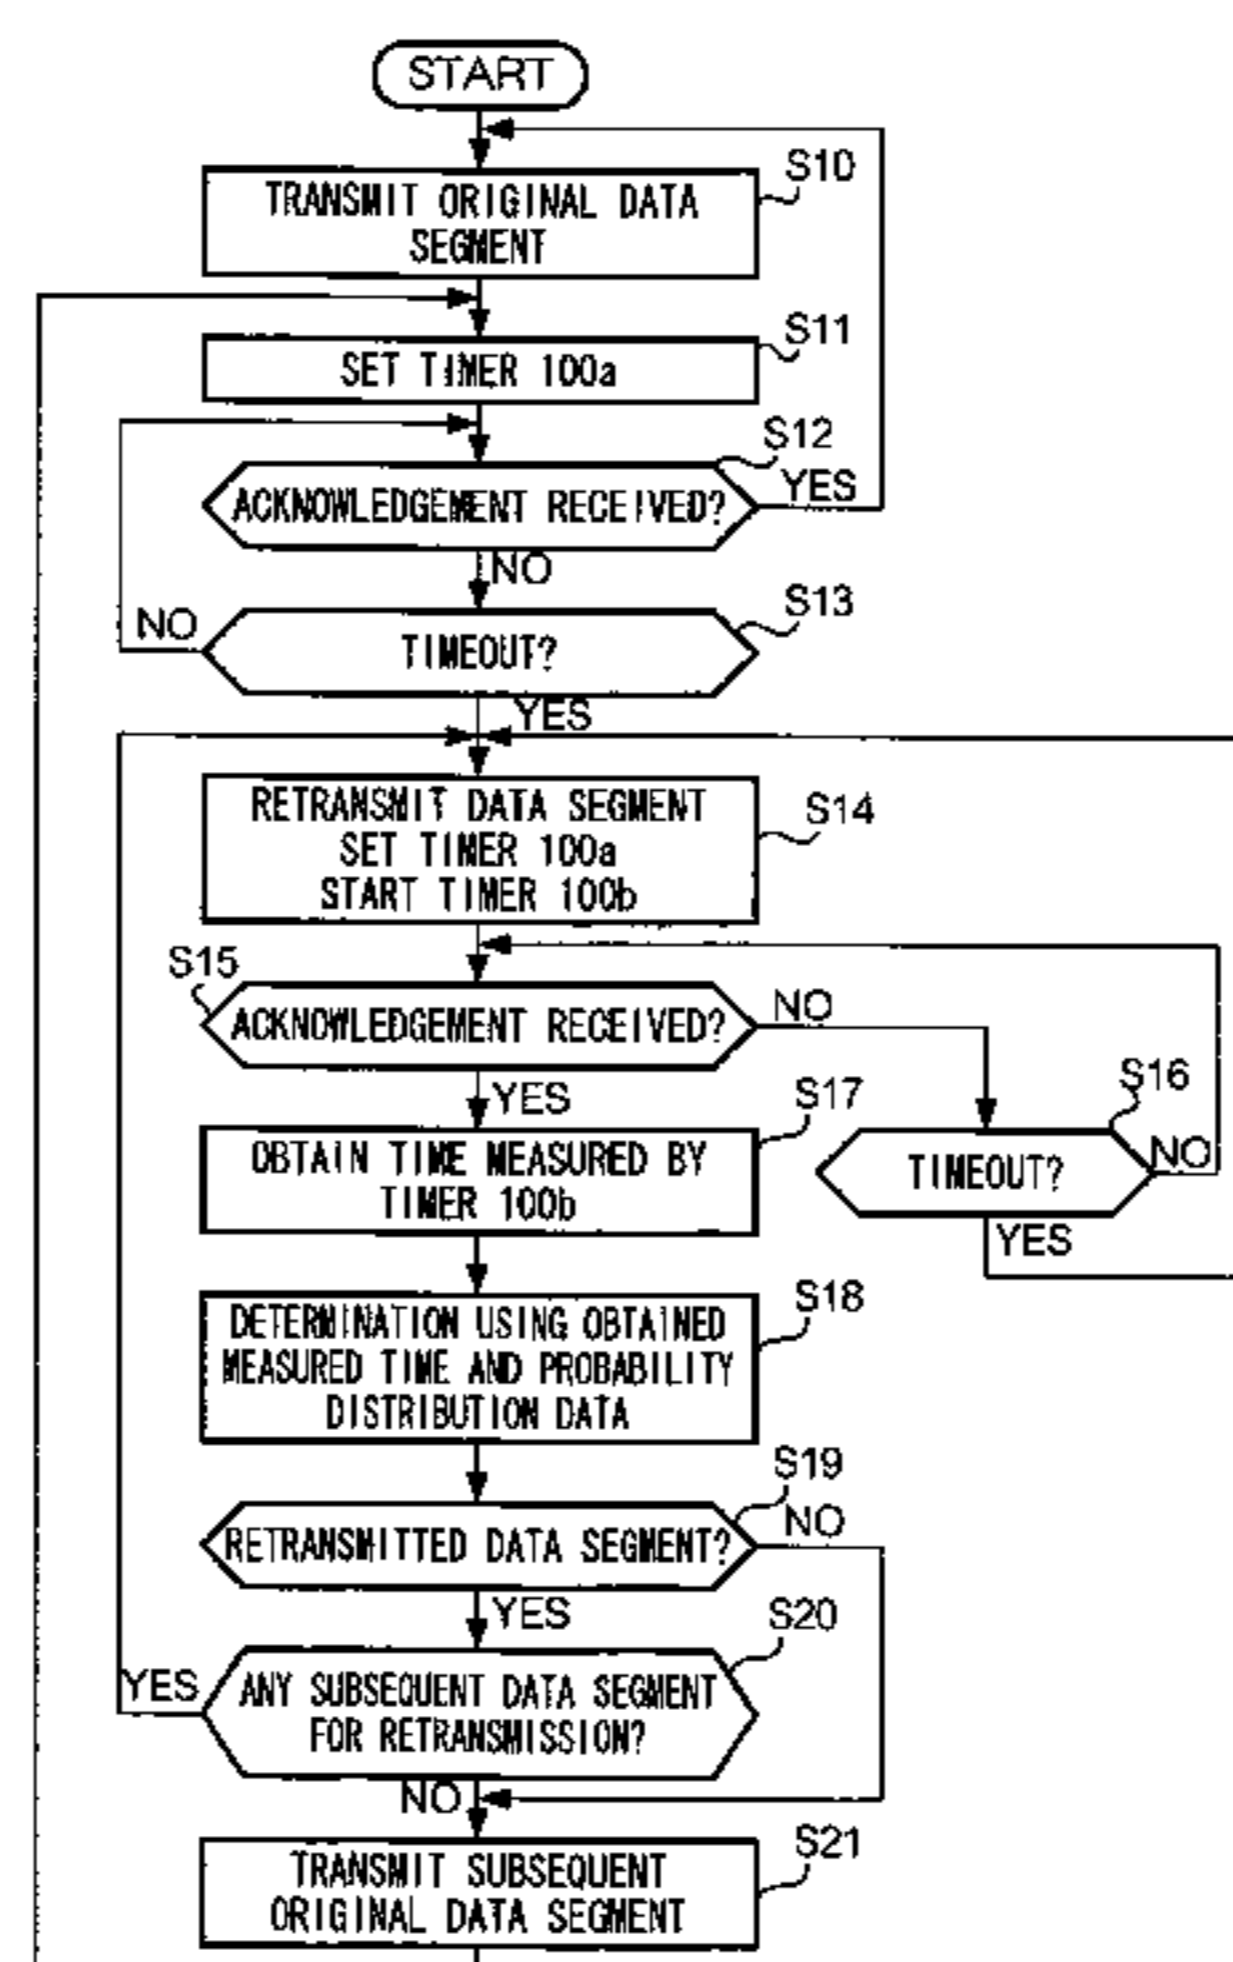 START
S10
TRANSMIT ORIGINAL DATA
SEGMENT
S11
SET TIMER 100a
S12
ACKNOWLEDGEMENT RECEIVED?
YES
NO
S13
NO
TIMEOUT?
YES
RETRANSMIT DATA SEGMENT
SET TIMER 100a
START TIMER 100b
S14
S15
ACKNOWLEDGEMENT RECEIVED?
NO
YES
S16
TIMEOUT?
NO
YES
S17
OBTAIN TIME MEASURED BY
TIMER 100b
S18
DETERMINATION USING OBTAINED
MEASURED TIME AND PROBABILITY
DISTRIBUTION DATA
S19
RETRANSMITTED DATA SEGMENT?
NO
YES
S20
YES
ANY SUBSEQUENT DATA SEGMENT
FOR RETRANSMISSION?
NO
S21
TRANSMIT SUBSEQUENT
ORIGINAL DATA SEGMENT